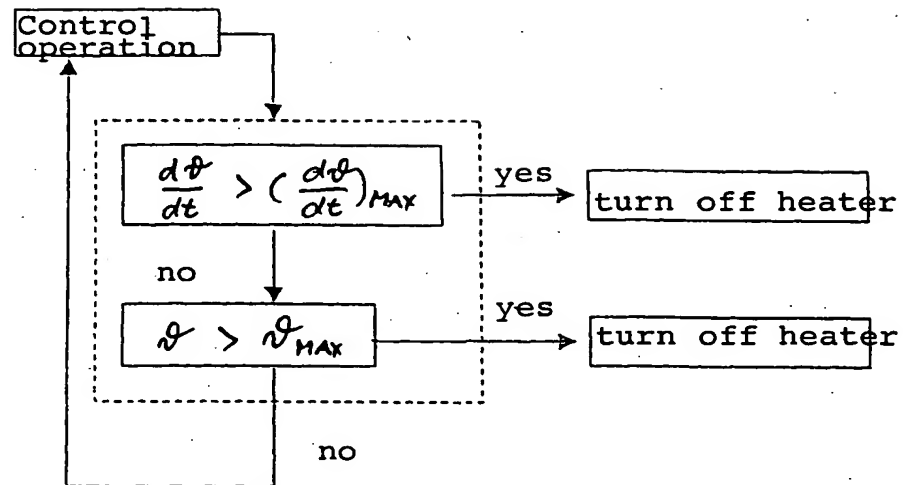 Control
operation
dϑ/dt > (dϑ/dt)MAX
yes
turn off heater
no
ϑ > ϑMAX
yes
turn off heater
no